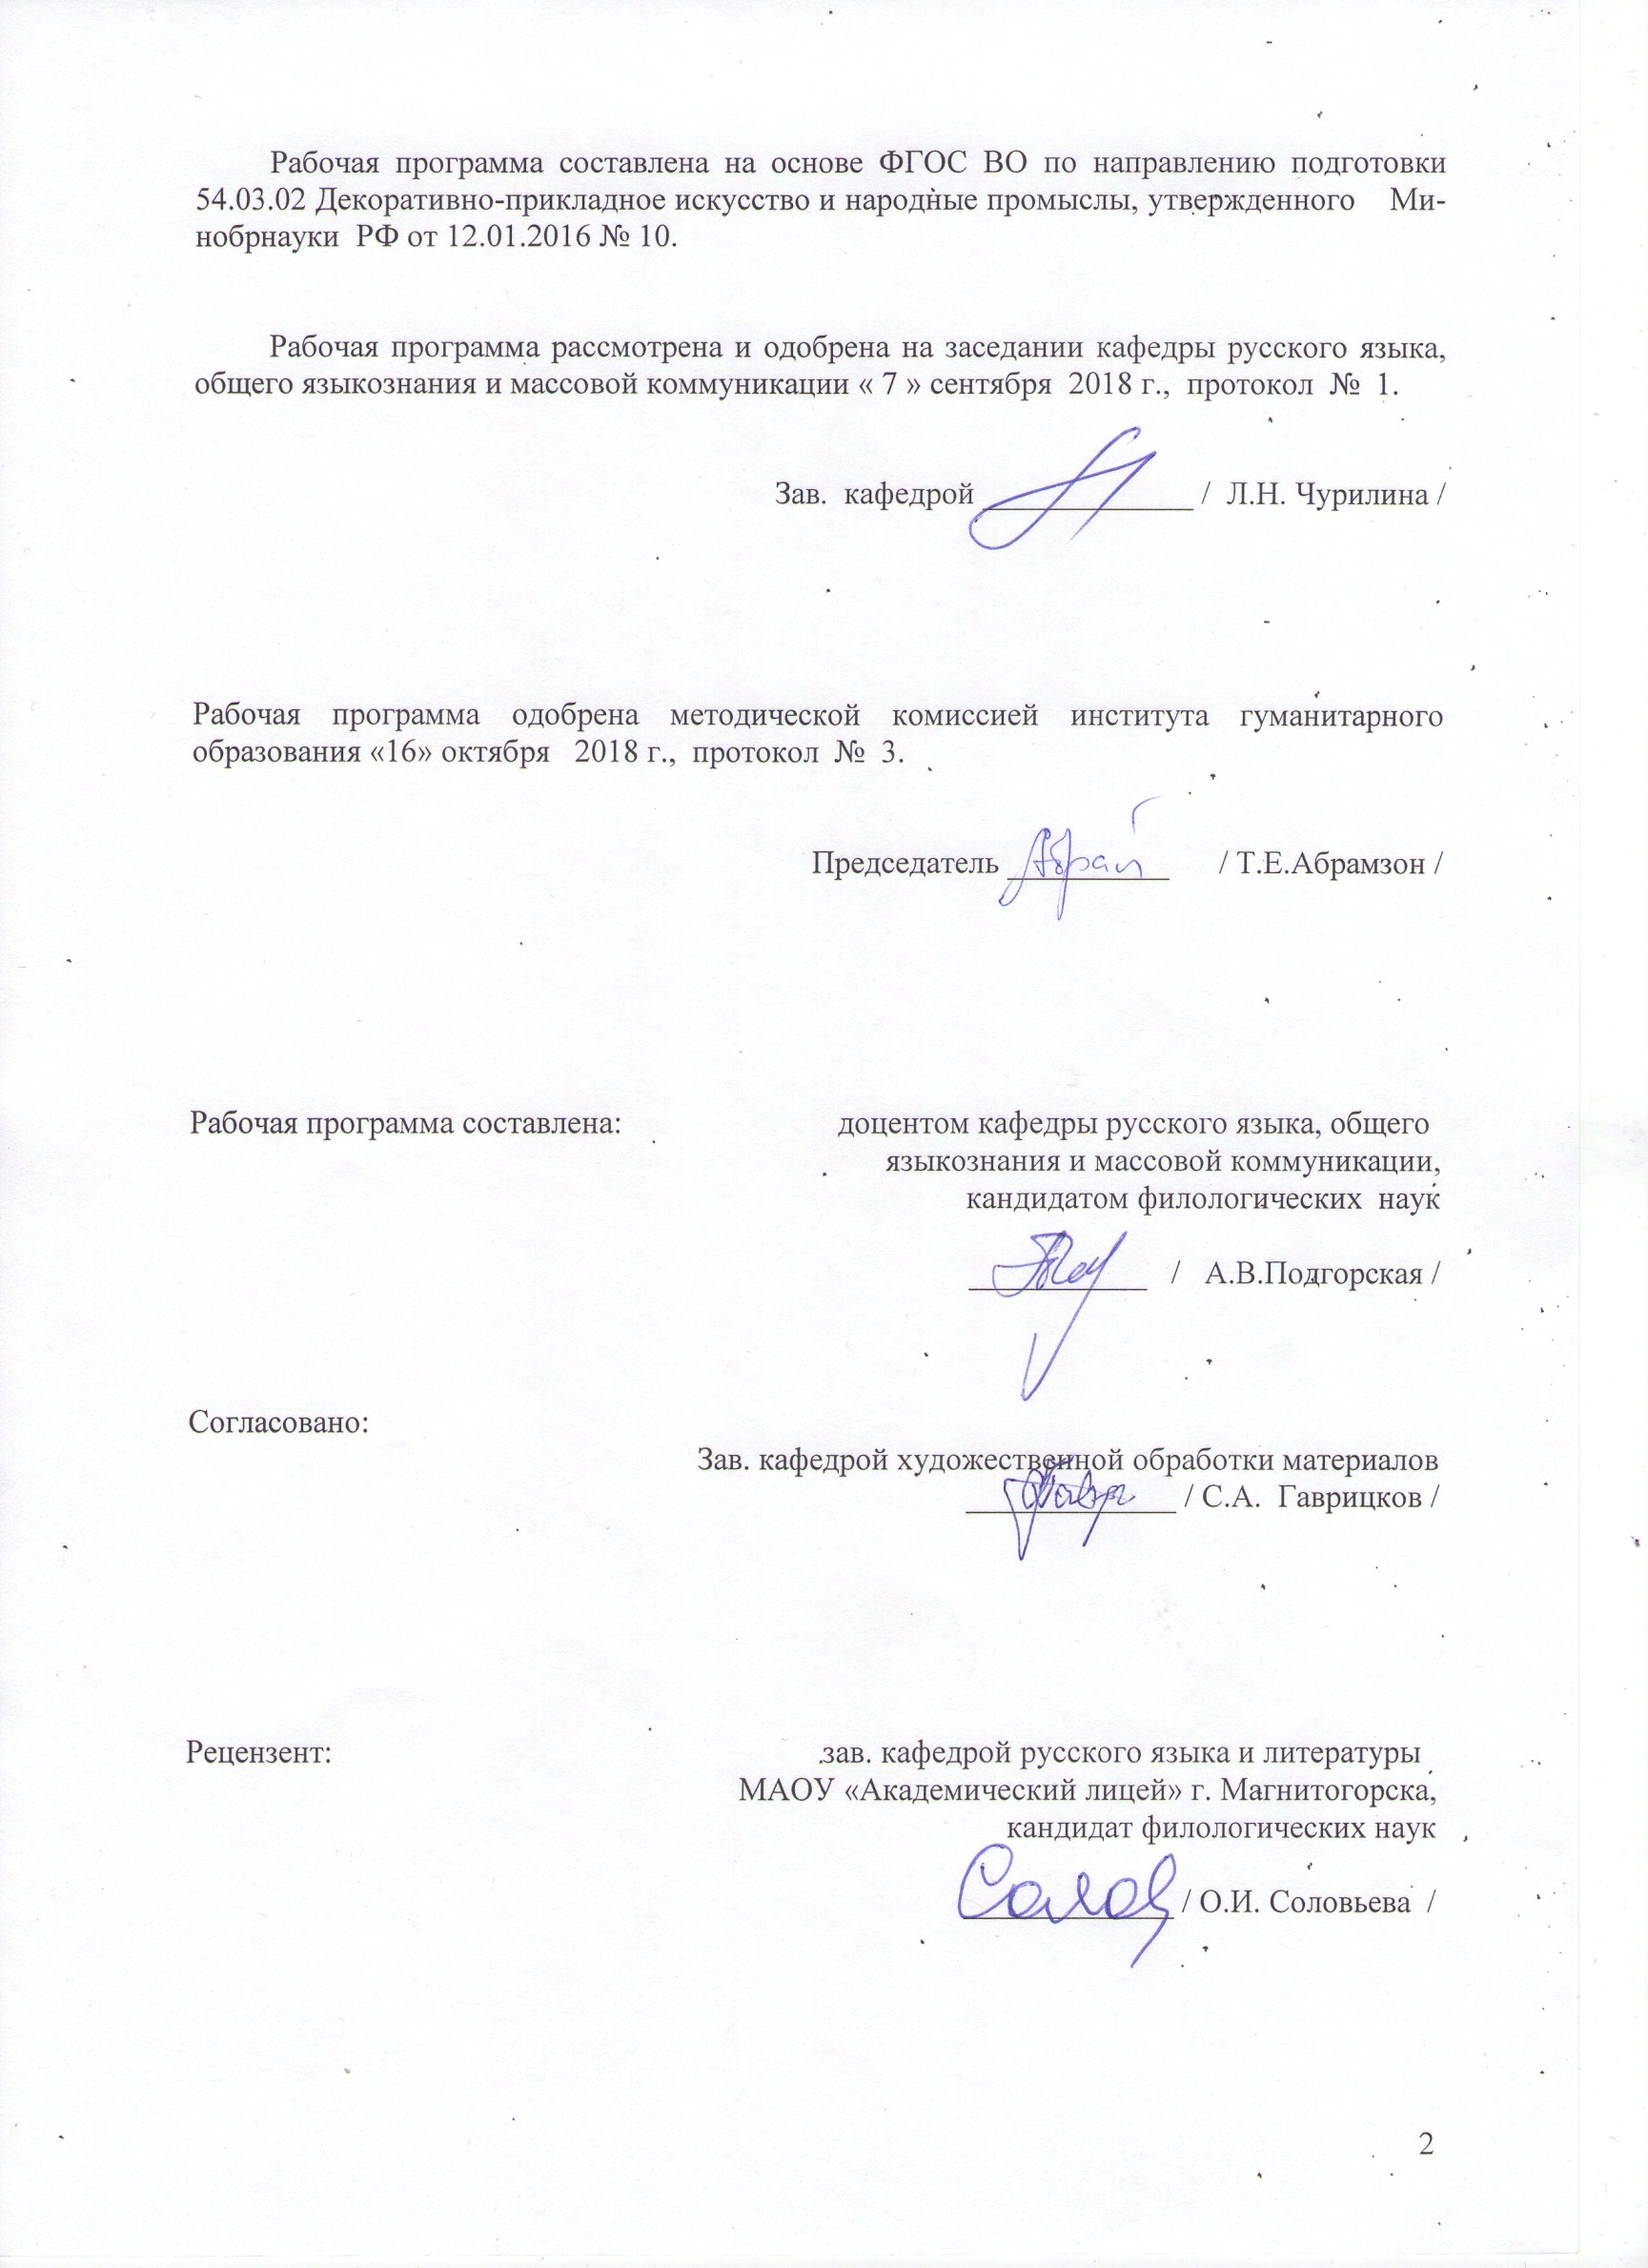 Рабочая программа составлена на основе ФГОС ВО по направлению подготовки
54.03.02 Декоративно-прикладное искусство и народные промыслы, утвержденного Ми-
нобрнауки РФ от 12.01.2016 № 10.
Рабочая программа рассмотрена и одобрена на заседании кафедры русского языка,
общего языкознания и массовой коммуникации « 7 » сентября 2018 г., протокол № 1.
Зав. кафедрой _____________ / Л.Н. Чурилина /
Рабочая программа одобрена методической комиссией института гуманитарного
образования «16» октября 2018 г., протокол № 3.
Председатель __________ / Т.Е.Абрамзон /
Рабочая программа составлена: доцентом кафедры русского языка, общего
языкознания и массовой коммуникации,
кандидатом филологических наук
___________ / А.В.Подгорская /
Согласовано:
Зав. кафедрой художественной обработки материалов
_____________ / С.А. Гаврицков /
Рецензент: зав. кафедрой русского языка и литературы
МАОУ «Академический лицей» г. Магнитогорска,
кандидат филологических наук
_____________ / О.И. Соловьева /
2